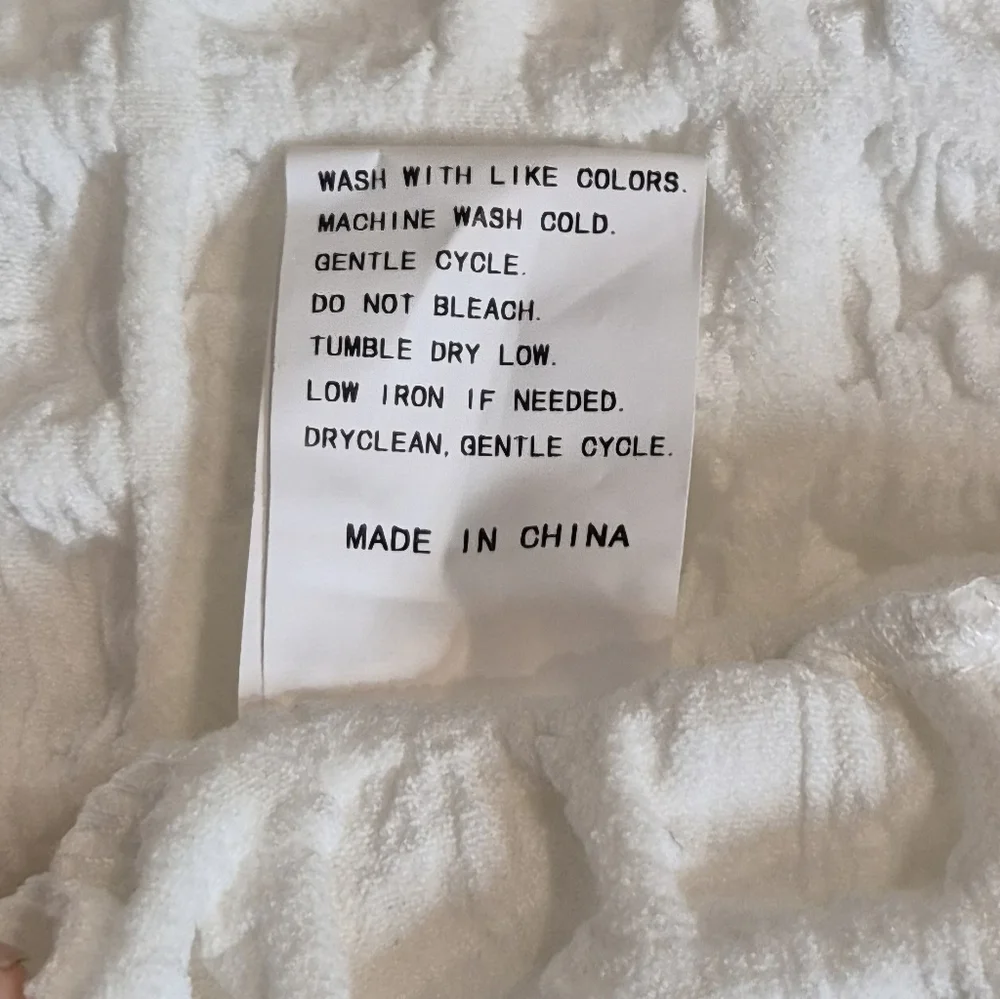 WASH WITH LIKE COLORS.
MACHINE WASH COLD.
GENTLE CYCLE.
DO NOT BLEACH.
TUMBLE DRY LOW.
LOW IRON IF NEEDED.
DRYCLEAN, GENTLE CYCLE.
MADE IN CHINA